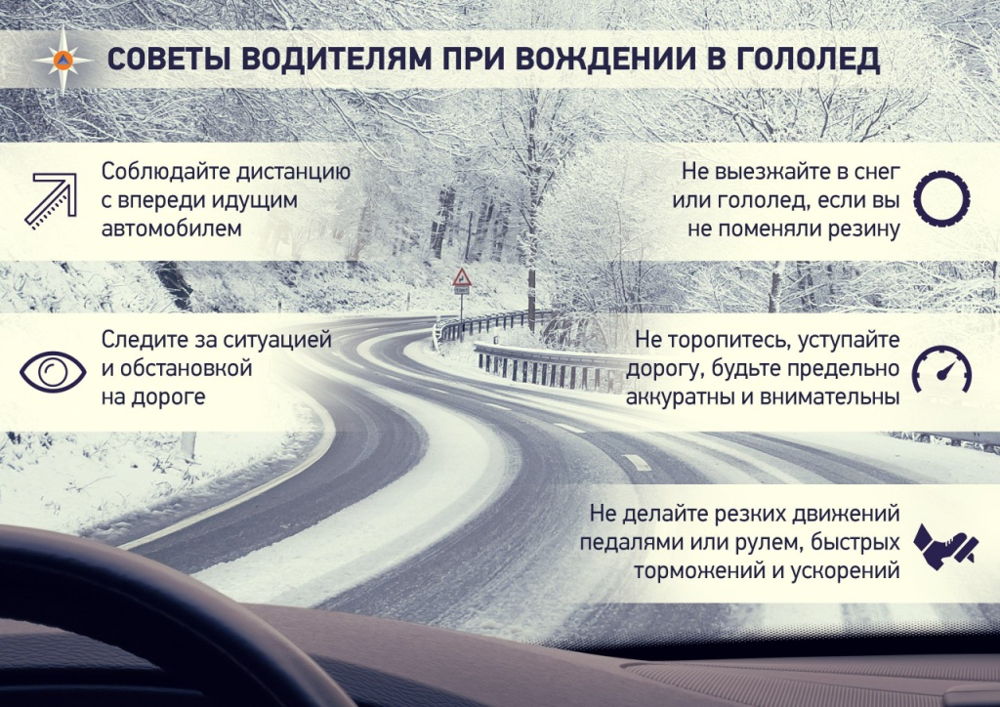 СОВЕТЫ ВОДИТЕЛЯМ ПРИ ВОЖДЕНИИ В ГОЛОЛЕД
Соблюдайте дистанцию
с впереди идущим
автомобилем
Не выезжайте в снег
или гололед, если вы
не поменяли резину
Следите за ситуацией
и обстановкой
на дороге
Не торопитесь, уступайте
дорогу, будьте предельно
аккуратны и внимательны
Не делайте резких движений
педалями или рулем, быстрых
торможений и ускорений